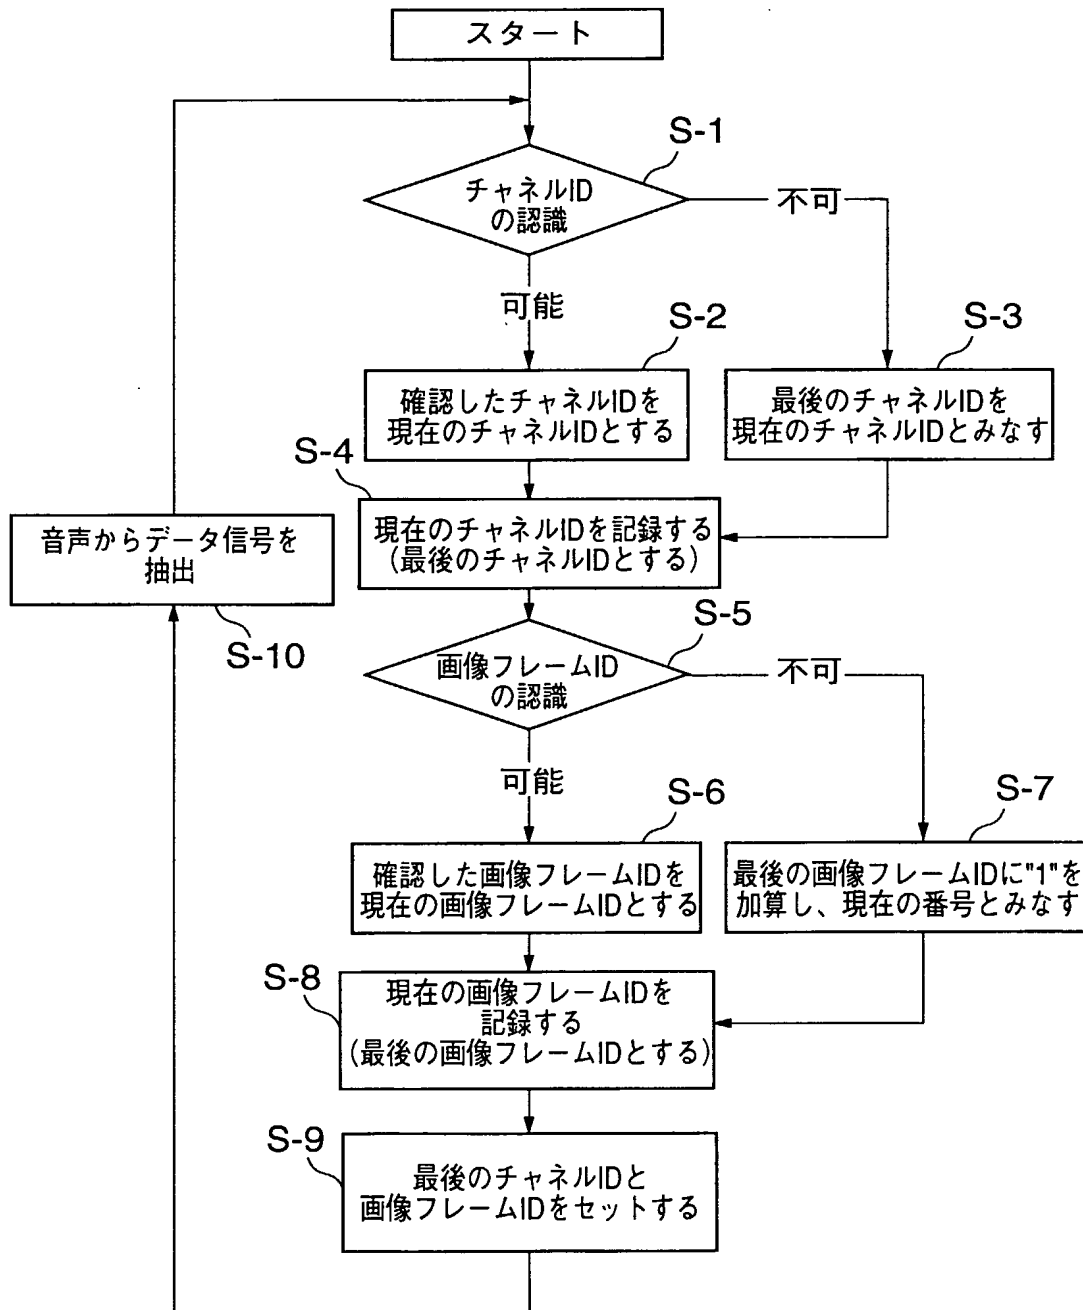 スタート
S-1
チャネルID
の認識
不可
可能
S-2
S-3
確認したチャネルIDを
現在のチャネルIDとする
最後のチャネルIDを
現在のチャネルIDとみなす
S-4
現在のチャネルIDを記録する
(最後のチャネルIDとする)
音声からデータ信号を
抽出
S-10
S-5
画像フレームID
の認識
不可
可能
S-6
S-7
確認した画像フレームIDを
現在の画像フレームIDとする
最後の画像フレームIDに"1"を
加算し、現在の番号とみなす
S-8
現在の画像フレームIDを
記録する
(最後の画像フレームIDとする)
S-9
最後のチャネルIDと
画像フレームIDをセットする